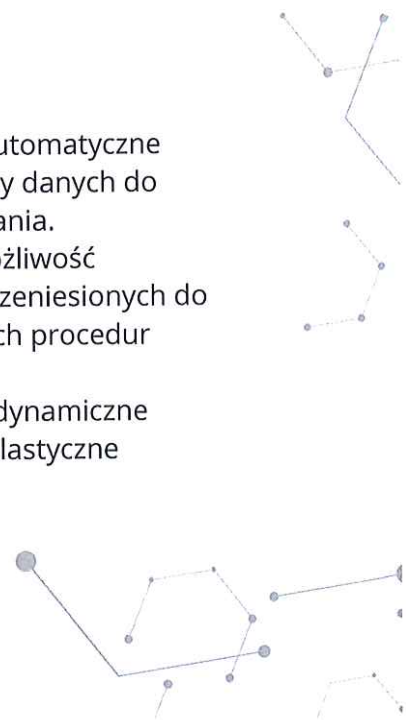 utomatyczne
y danych do
ania.
ożliwość
zeniesionych do
ch procedur
dynamiczne
lastyczne